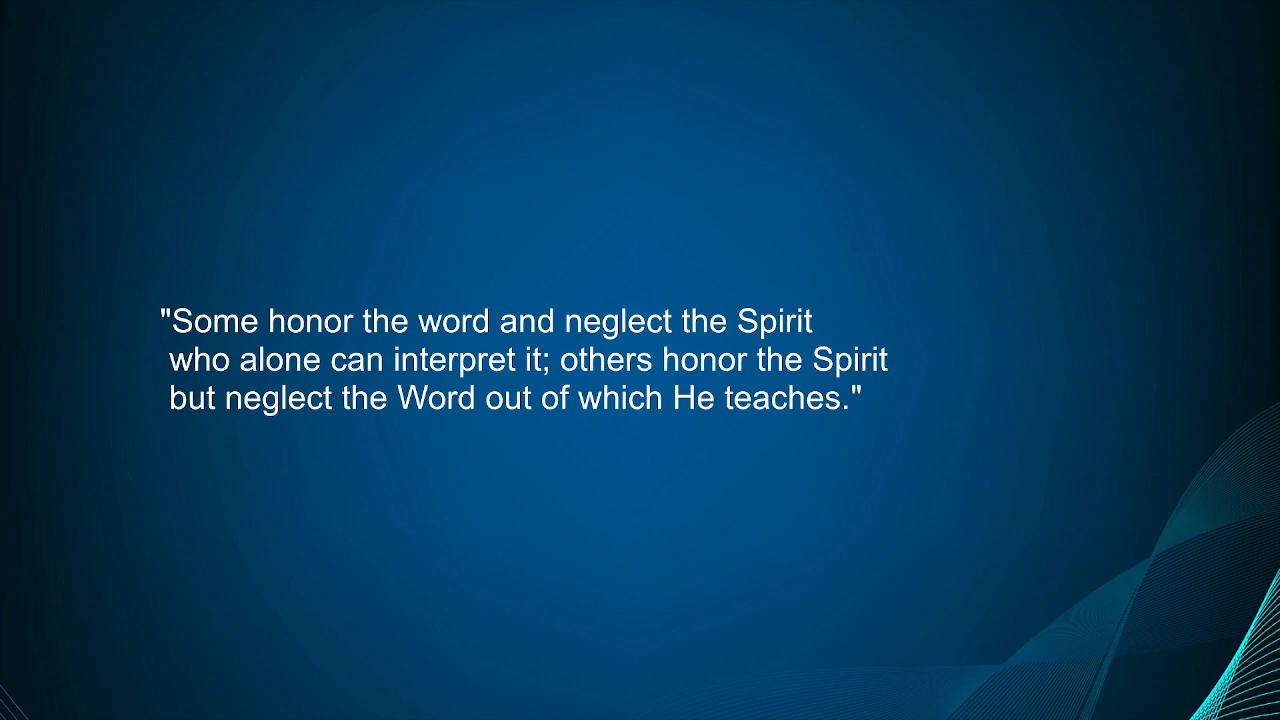 "Some honor the word and neglect the Spirit
who alone can interpret it; others honor the Spirit
but neglect the Word out of which He teaches."